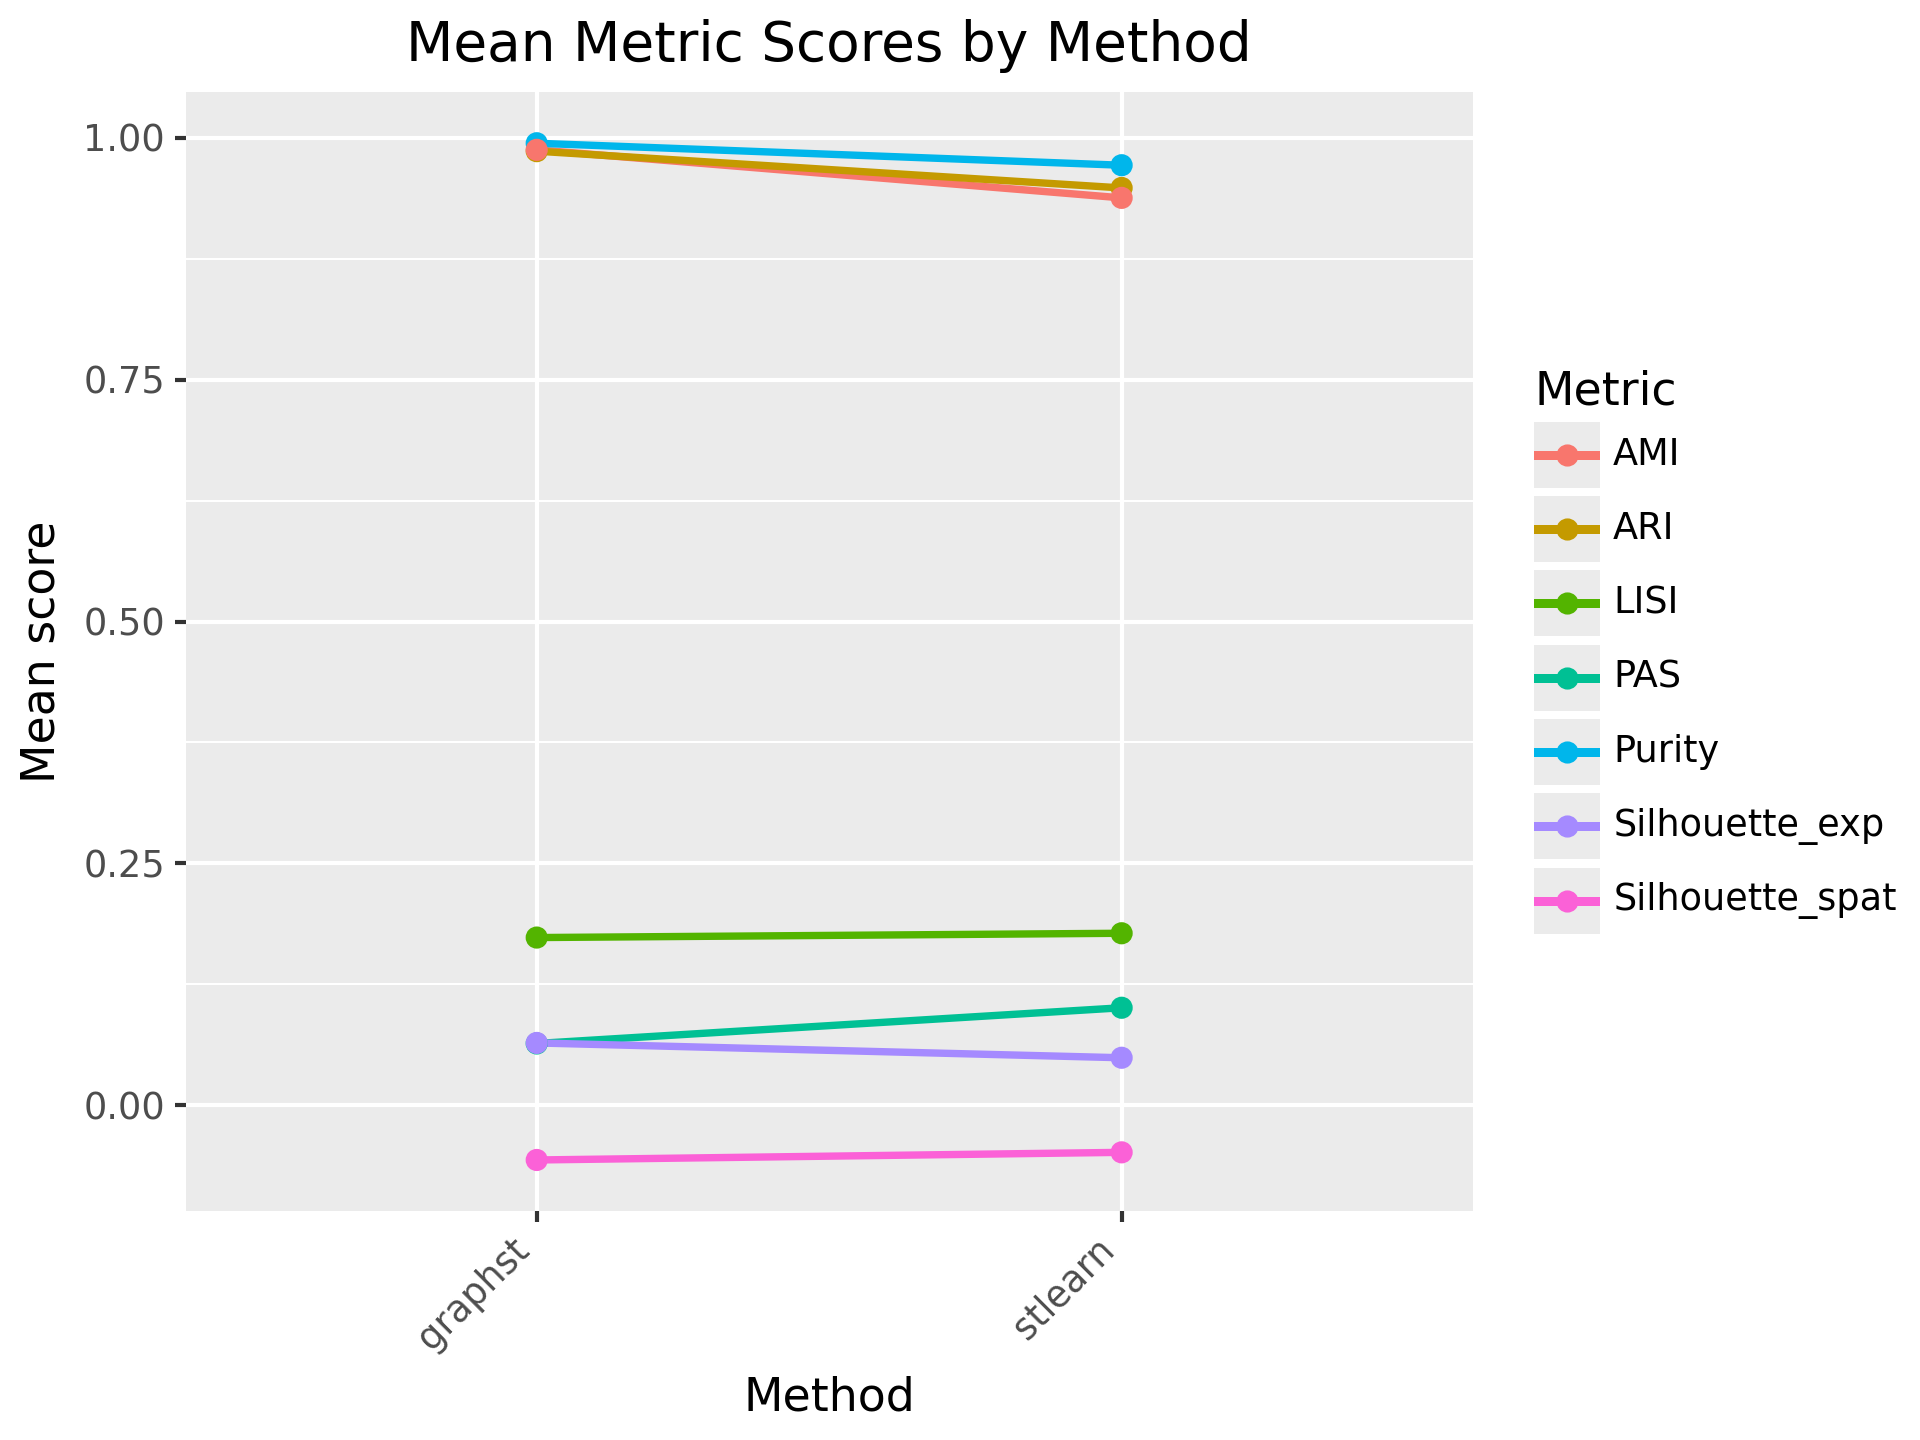 Mean Metric Scores by Method
Mean score
1.00
0.75
0.50
0.25
0.00
graphst
stlearn
Method
Metric
AMI
ARI
LISI
PAS
Purity
Silhouette_exp
Silhouette_spat